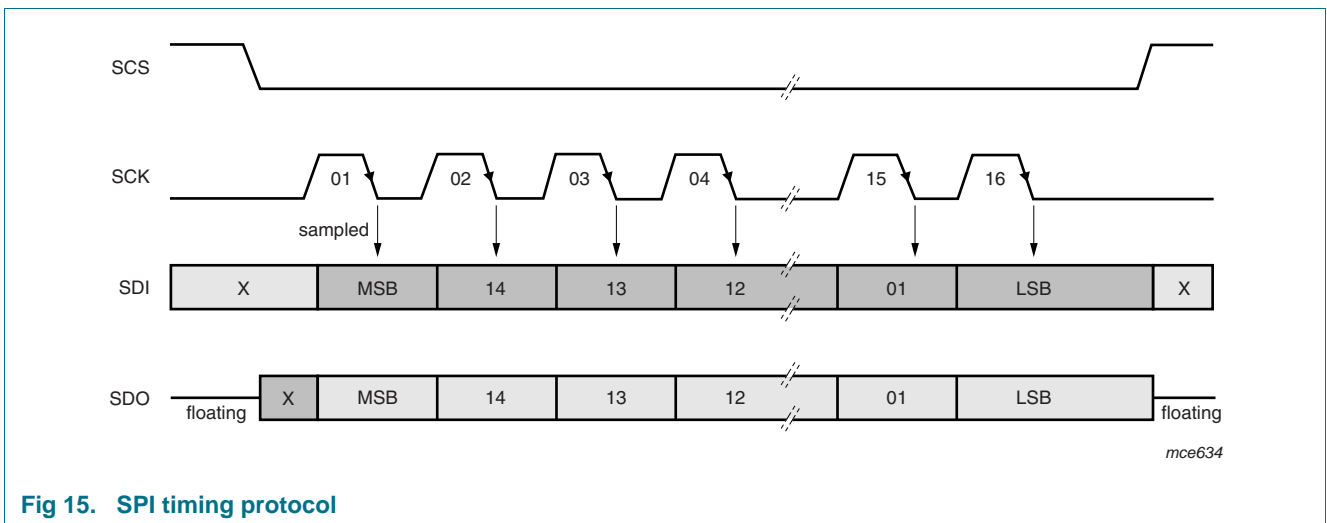 SCS
SCK
01 02 03 04 15 16
sampled
SDI
X MSB 14 13 12 01 LSB X
SDO
floating
X MSB 14 13 12 01 LSB
floating
mce634
Fig 15. SPI timing protocol